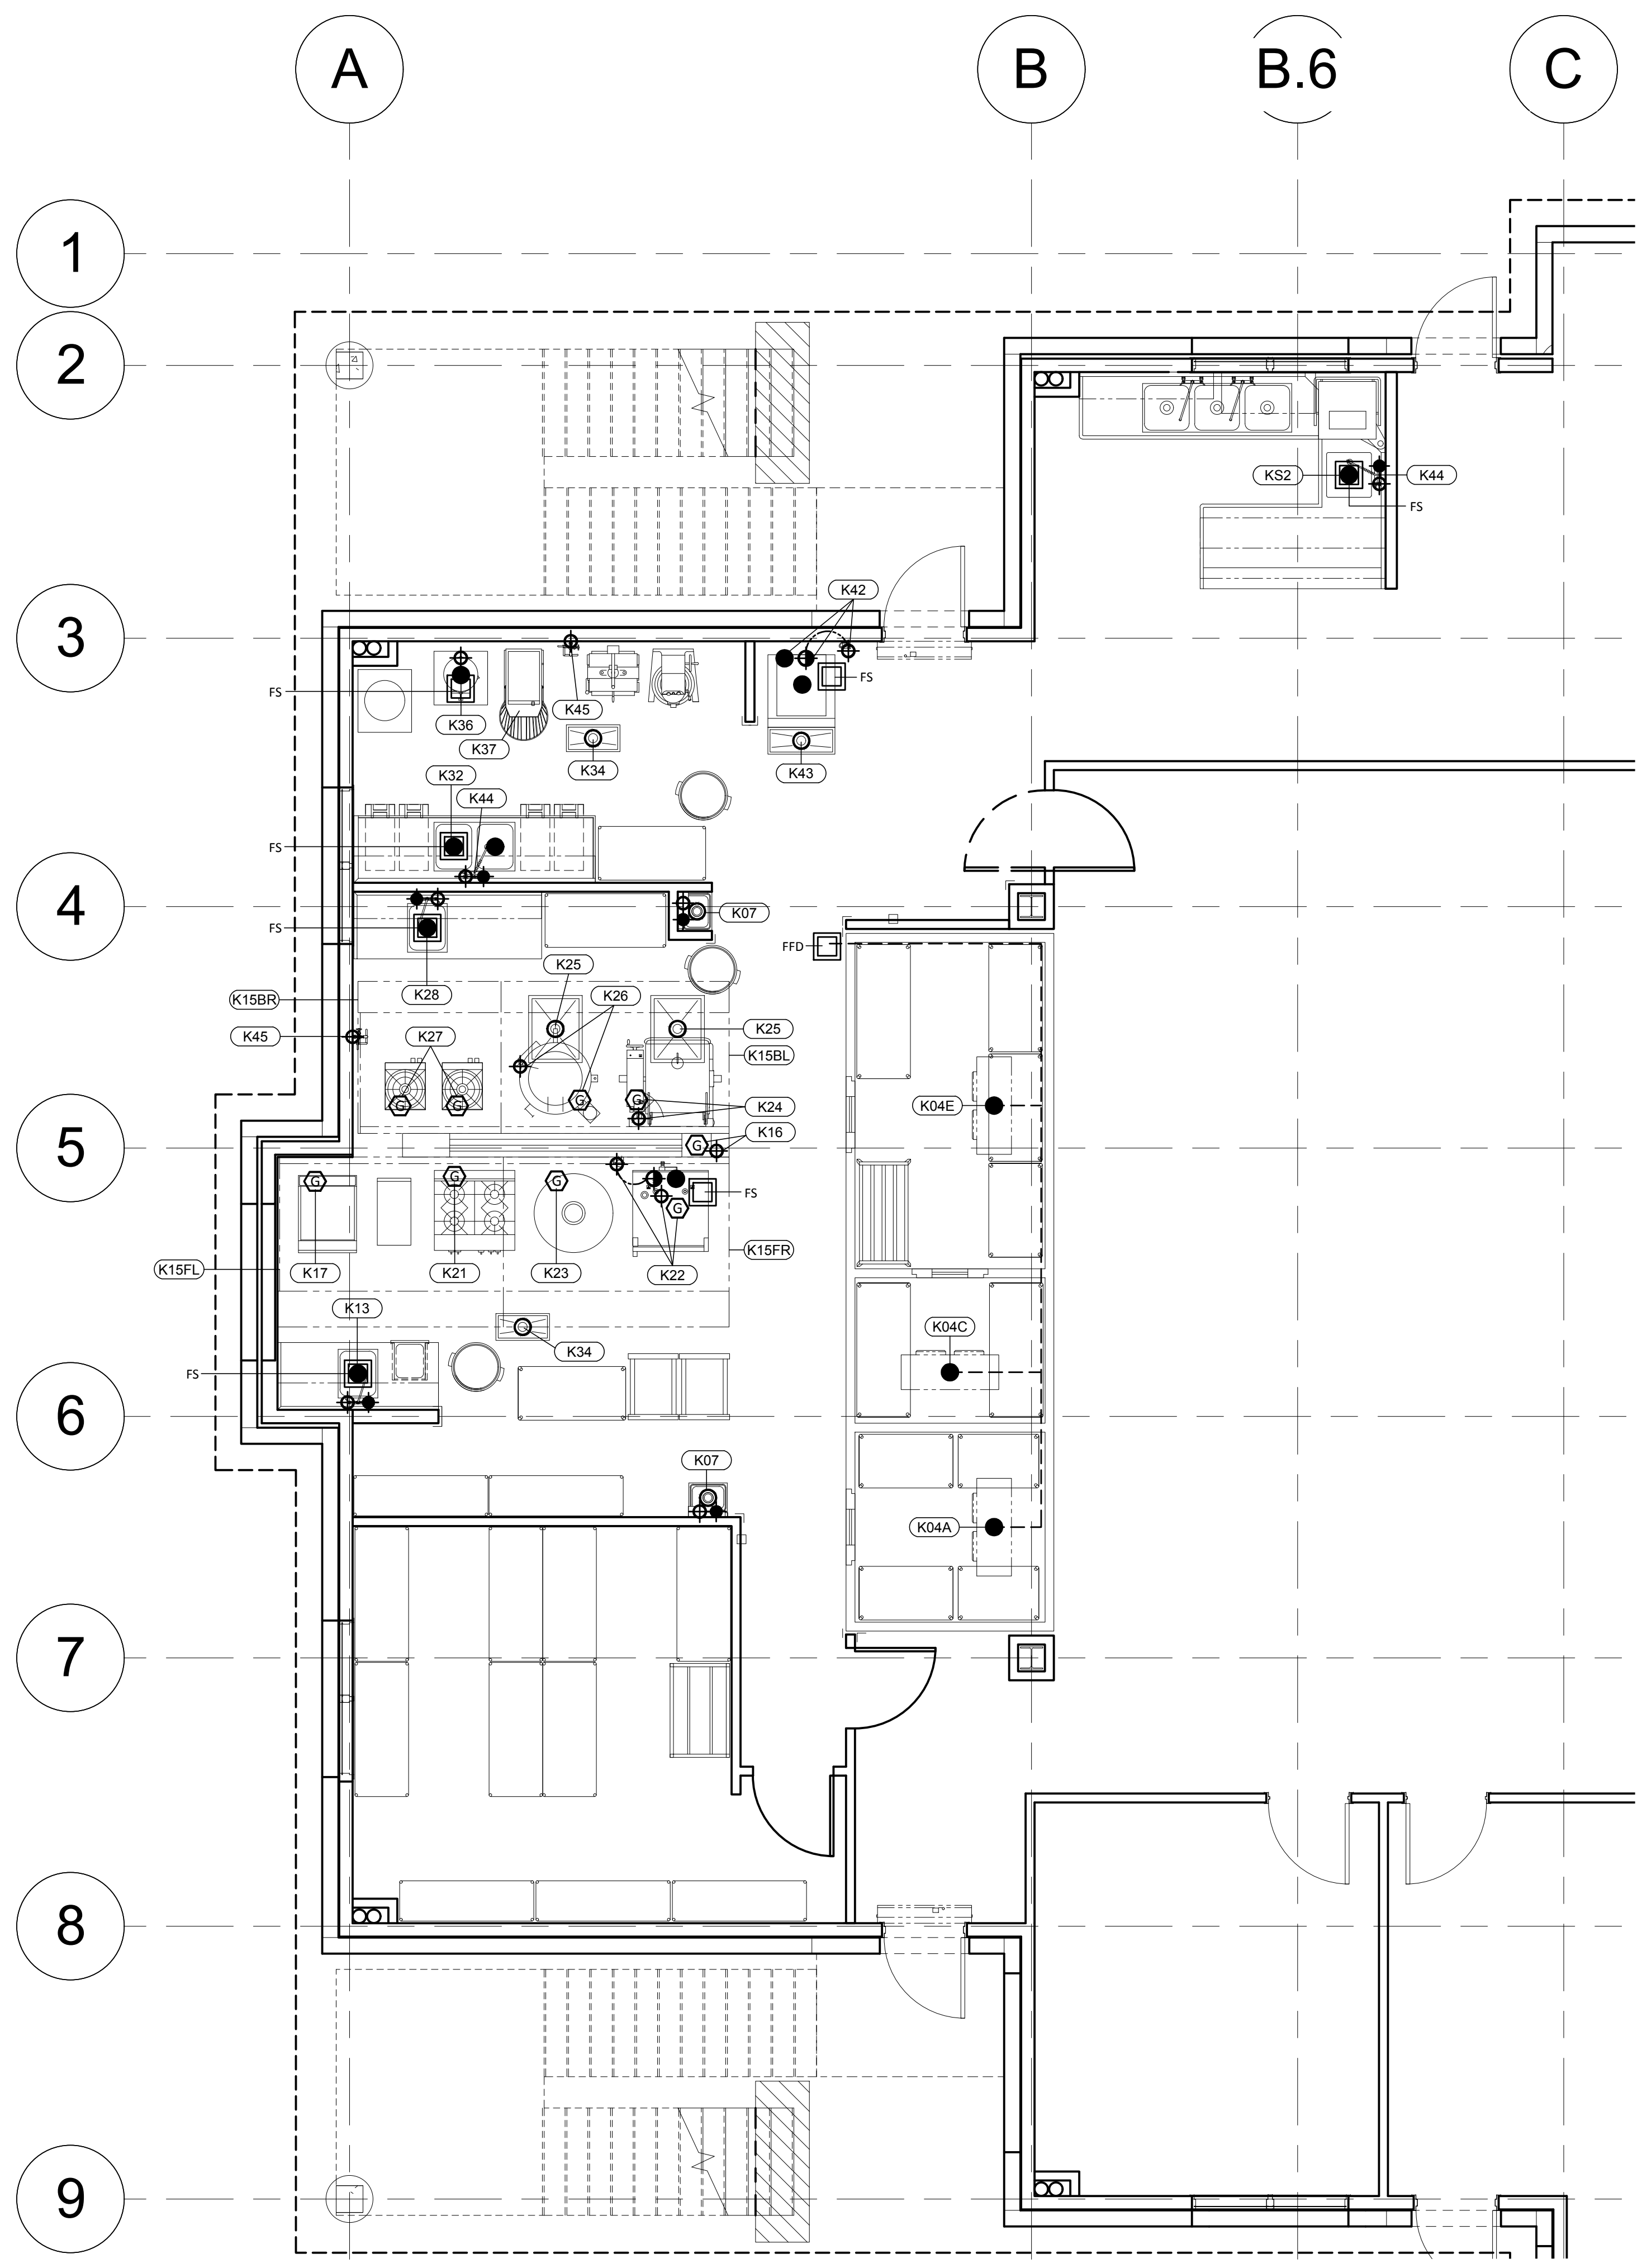 A
B
B.6
C
1
2
KS2
K44
FS
K42
3
FS
FS
K36
K45
K37
K34
K43
K32
K44
FS
4
K07
FS
FFD
K25
K28
K26
K15BR
K45
K27
K25
K15BL
G
G
G
G
K24
K04E
K16
5
G
G
G
G
FS
G
K15FR
K15FL
K17
K21
K23
K22
K13
K04C
K34
FS
6
K07
K04A
7
8
9